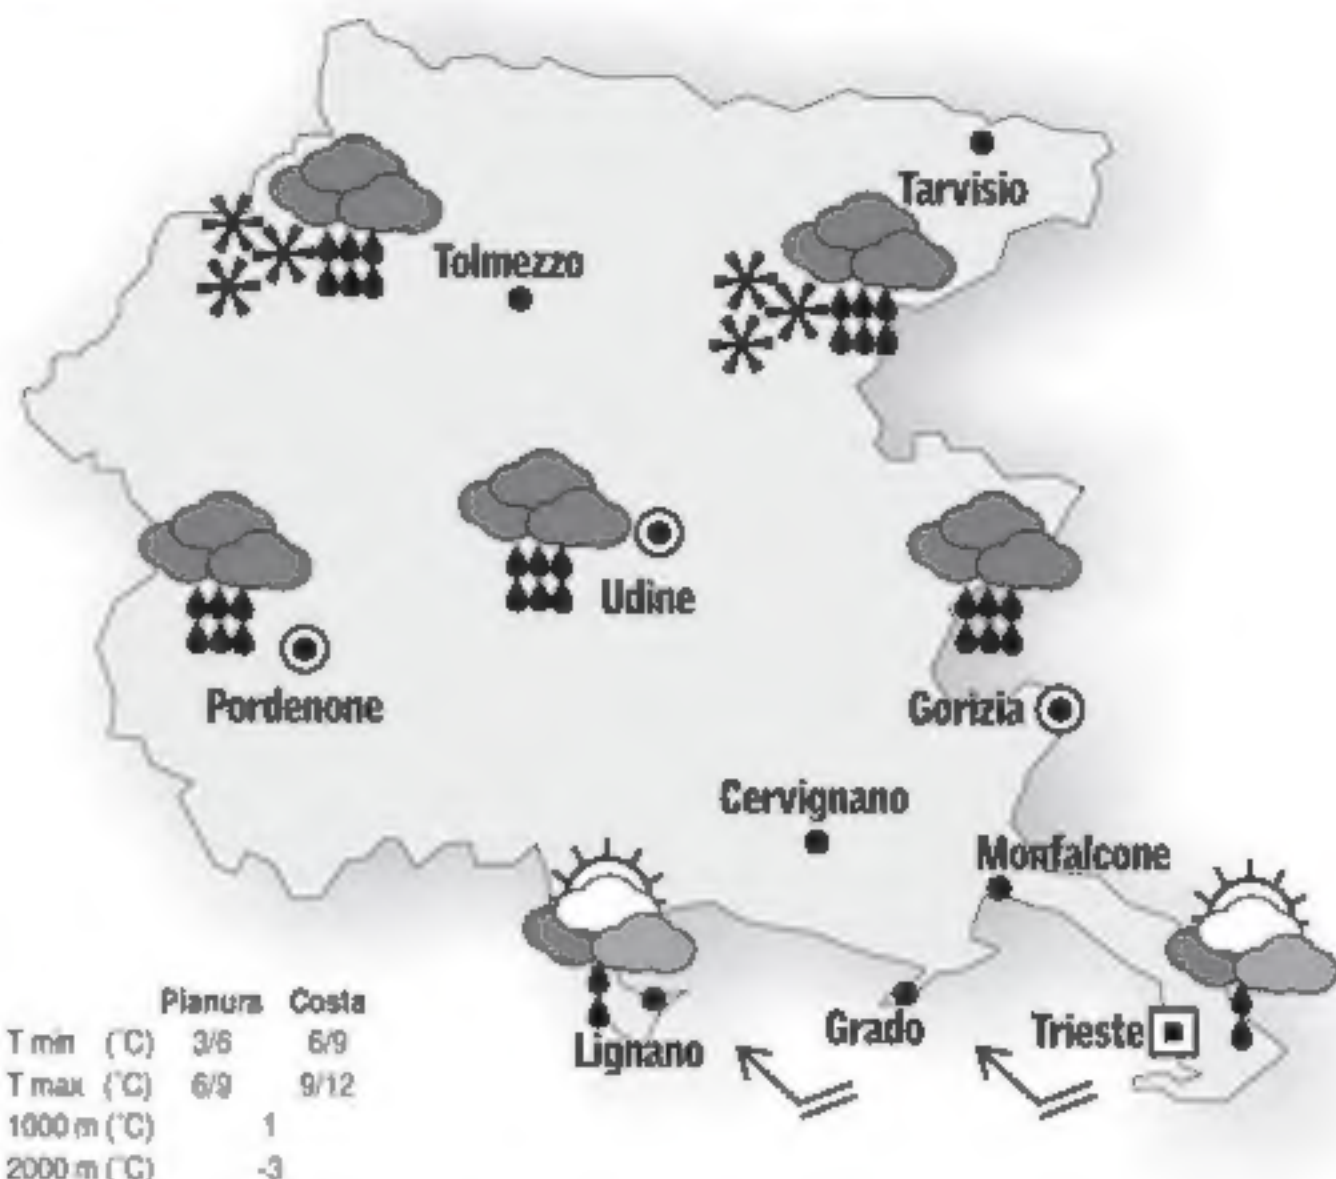 Tarvisio
Tolmezzo
Udine
Pordenone
Gorizia
Cervignano
Monfalcone
Lignano
Grado
Trieste
Pianura Costa
T min (°C) 3/6 6/9
T max (°C) 6/9 9/12
1000 m (°C) 1
2000 m (°C) -3